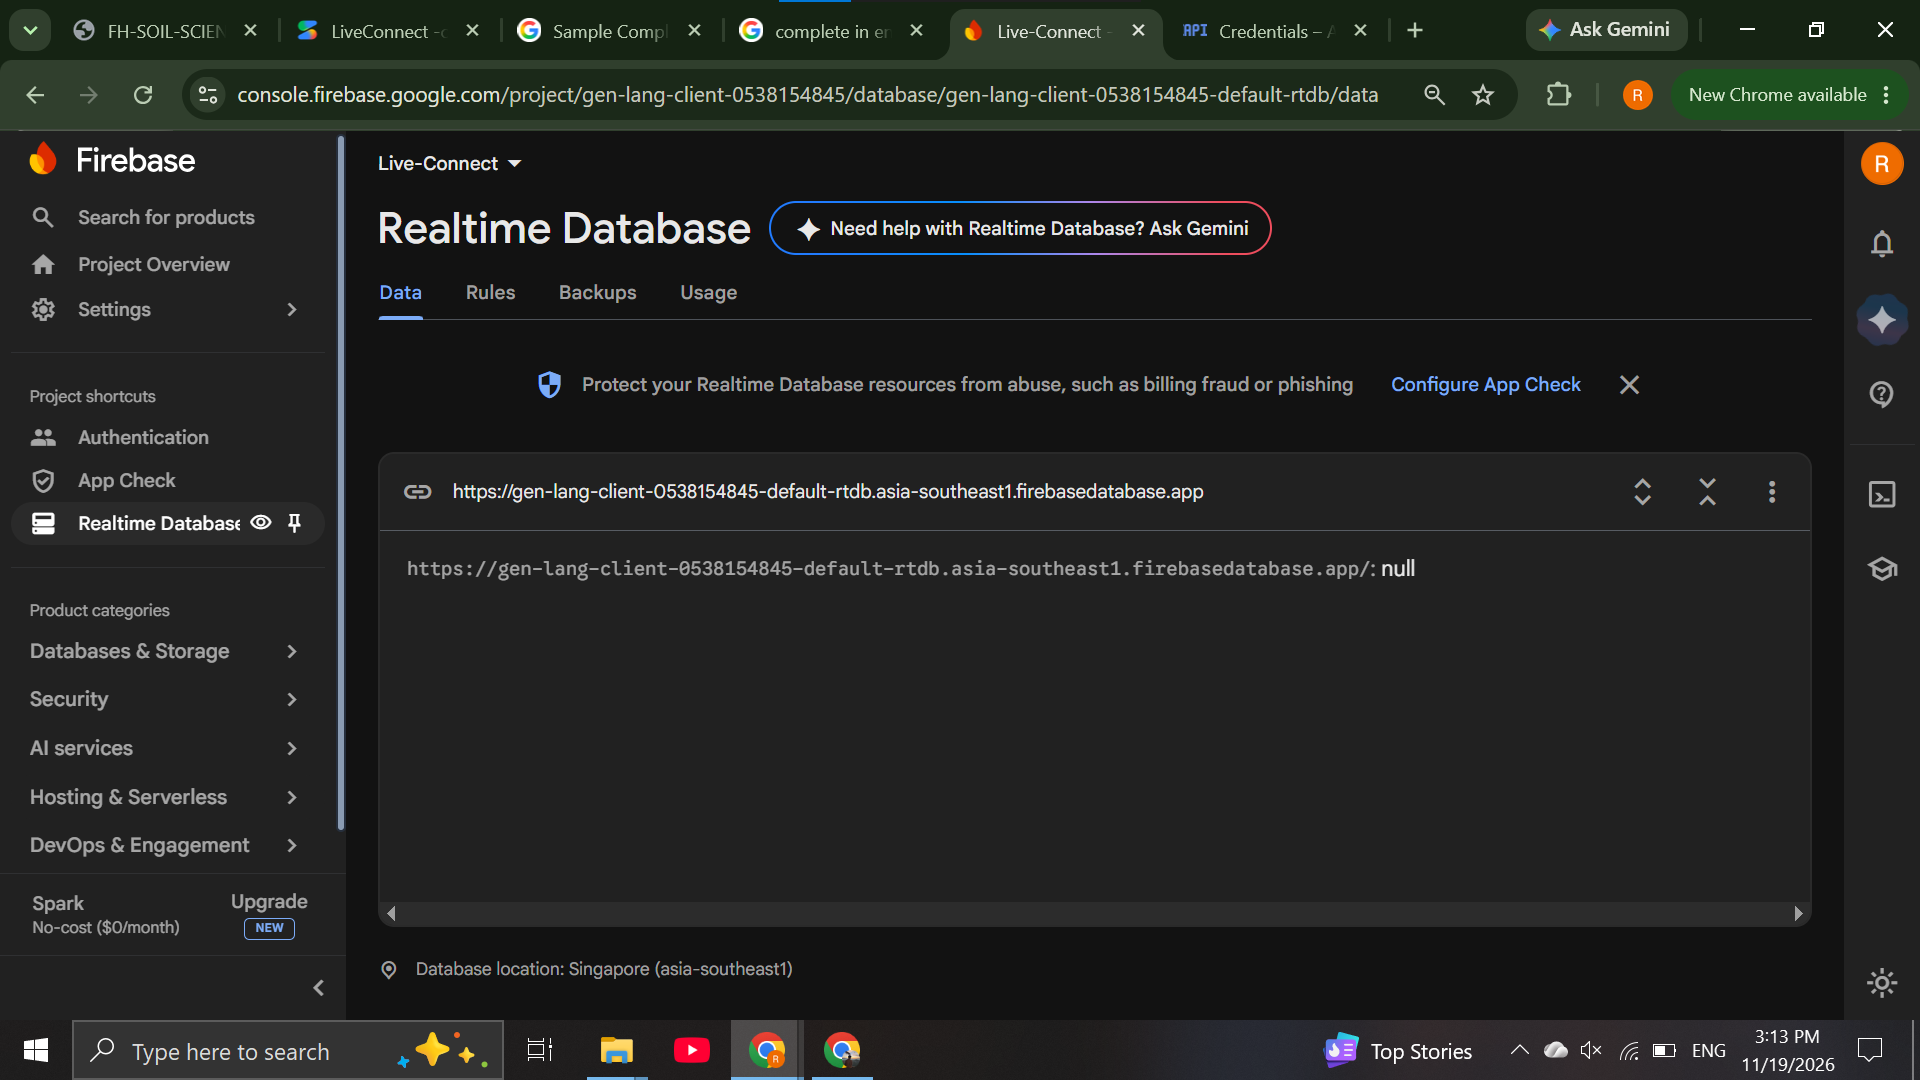 FH-SOIL-SCIEN
LiveConnect -
Sample Compl
complete in en
Live-Connect -
API
Credentials – A
Ask Gemini
console.firebase.google.com/project/gen-lang-client-0538154845/database/gen-lang-client-0538154845-default-rtdb/data
R
New Chrome available
Firebase
Search for products
Project Overview
Settings
Project shortcuts
Authentication
App Check
Realtime Database
Product categories
Databases & Storage
Security
AI services
Hosting & Serverless
DevOps & Engagement
Spark
No-cost ($0/month)
Upgrade
NEW
Live-Connect
Realtime Database
Need help with Realtime Database? Ask Gemini
Data
Rules
Backups
Usage
Protect your Realtime Database resources from abuse, such as billing fraud or phishing
Configure App Check
https://gen-lang-client-0538154845-default-rtdb.asia-southeast1.firebasedatabase.app
https://gen-lang-client-0538154845-default-rtdb.asia-southeast1.firebasedatabase.app/: null
Database location: Singapore (asia-southeast1)
R
Type here to search
R
Top Stories
ENG
3:13 PM
11/19/2026